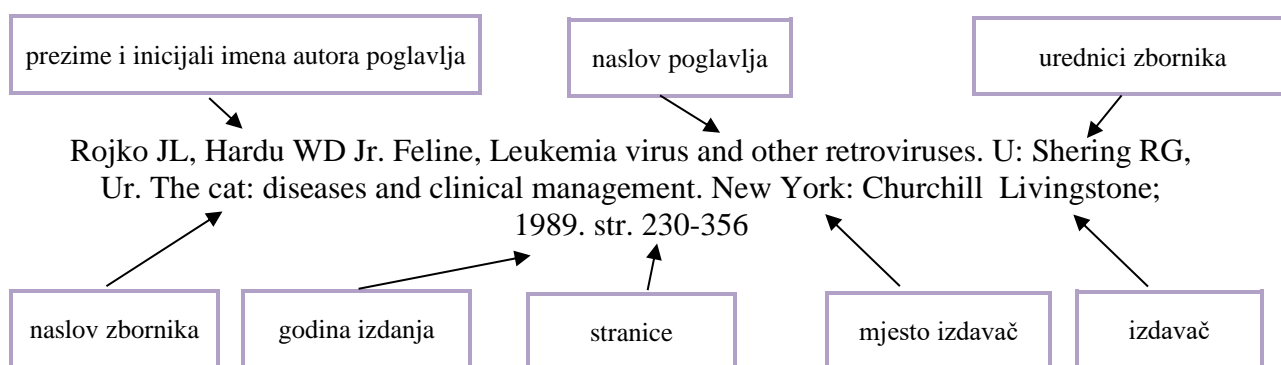 prezime i inicijali imena autora poglavlja
naslov poglavlja
urednici zbornika
Rojko JL, Hardu WD Jr. Feline, Leukemia virus and other retroviruses. U: Shering RG,
Ur. The cat: diseases and clinical management. New York: Churchill Livingstone;
1989. str. 230-356
naslov zbornika
godina izdanja
stranice
mjesto izdavač
izdavač